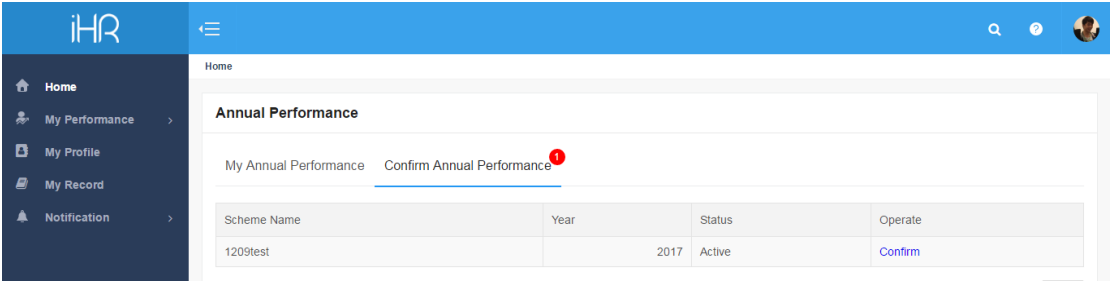 iHR
Home
Home
My Performance
My Profile
My Record
Notification
Annual Performance
My Annual Performance Confirm Annual Performance 1
Scheme Name Year Status Operate
1209test 2017 Active Confirm